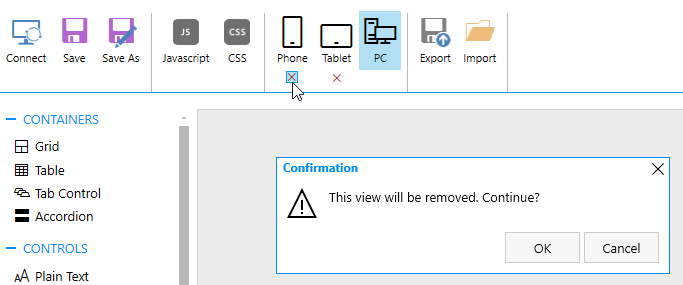 JS
CSS
Connect
Save
Save As
Javascript
CSS
Phone
Tablet
PC
Export
Import
CONTAINERS
Grid
Table
Tab Control
Accordion
CONTROLS
AA Plain Text
Confirmation
This view will be removed. Continue?
OK
Cancel